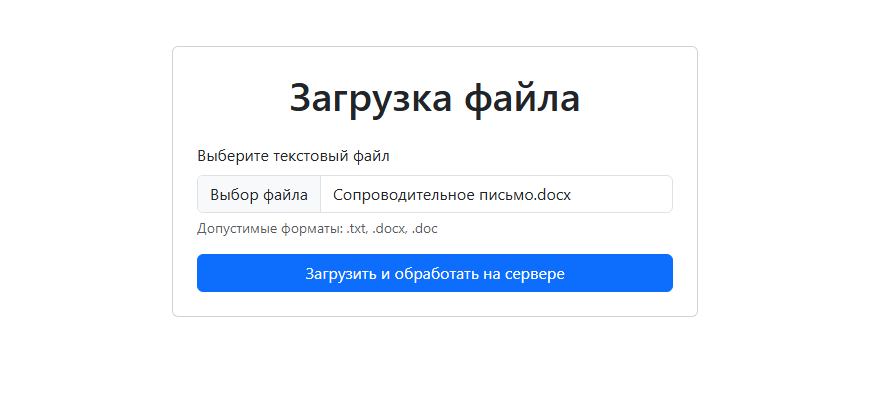 Загрузка файла
Выберите текстовый файл
Выбор файла Сопроводительное письмо.docx
Допустимые форматы: .txt, .docx, .doc
Загрузить и обработать на сервере